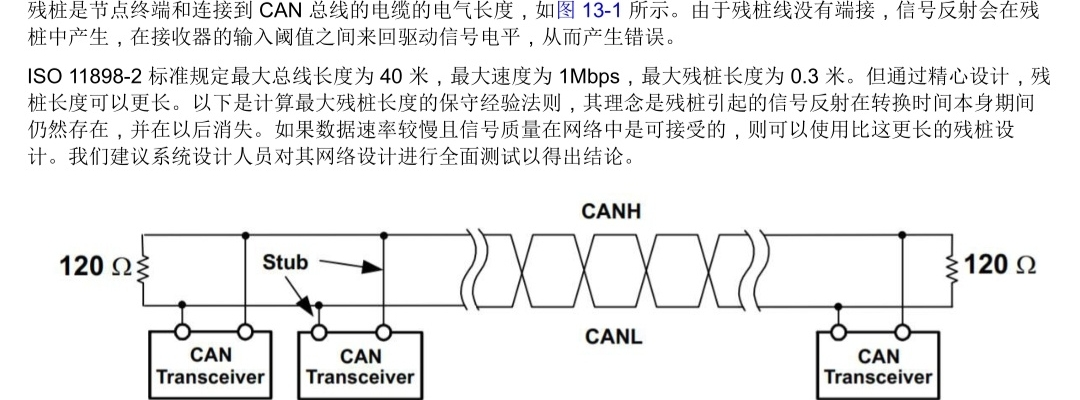 残桩是节点终端和连接到 CAN 总线的电缆的电气长度，如图 13-1 所示。由于残桩线没有端接，信号反射会在残
桩中产生，在接收器的输入阈值之间来回驱动信号电平，从而产生错误。
ISO 11898-2 标准规定最大总线长度为 40 米，最大速度为 1Mbps，最大残桩长度为 0.3 米。但通过精心设计，残
桩长度可以更长。以下是计算最大残桩长度的保守经验法则，其理念是残桩引起的信号反射在转换时间本身期间
仍然存在，并在以后消失。如果数据速率较慢且信号质量在网络中是可接受的，则可以使用比这更长的残桩设
计。我们建议系统设计人员对其网络设计进行全面测试以得出结论。
CANH
120 Ω
Stub
120 Ω
CANL
CAN
Transceiver
CAN
Transceiver
CAN
Transceiver